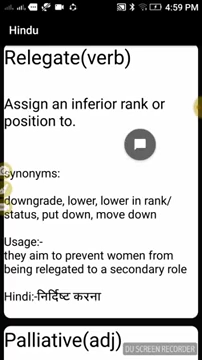 4:59 PM
Hindu
Relegate(verb)
Assign an inferior rank or
position to.
Synonyms:
downgrade, lower, lower in rank/
status, put down, move down
Usage:-
they aim to prevent women from
being relegated to a secondary role
Hindi:-निर्दिष्ट करना
Palliative(adj)
DU SCREEN RECORDER